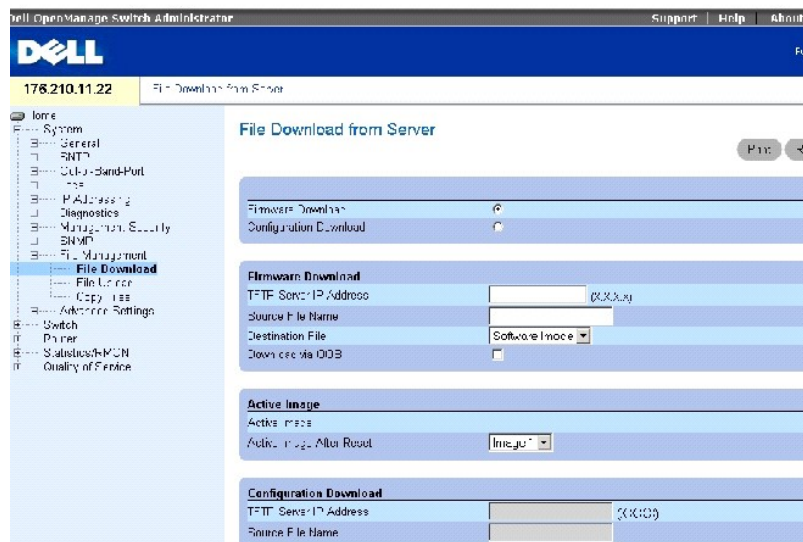 Dell OpenManage Switch Administrator
Support | Help | About
DELL
176.210.11.22
File Download from Server
Home
System
General
SNTP
Out-of-Band-Port
IP Addressing
Diagnostics
Management Security
SNMP
File Management
File Download
File Upload
Copy Files
Advanced Settings
Switch
Router
Statistics/RMON
Quality of Service
File Download from Server
Print
Firmware Download
Configuration Download
Firmware Download
TFTP Server IP Address
(X.X.X.X)
Source File Name
Destination File
Software Image
Download via OOB
Active Image
Active Image
Active Image After Reset
Image 1
Configuration Download
TFTP Server IP Address
(X.X.X.X)
Source File Name